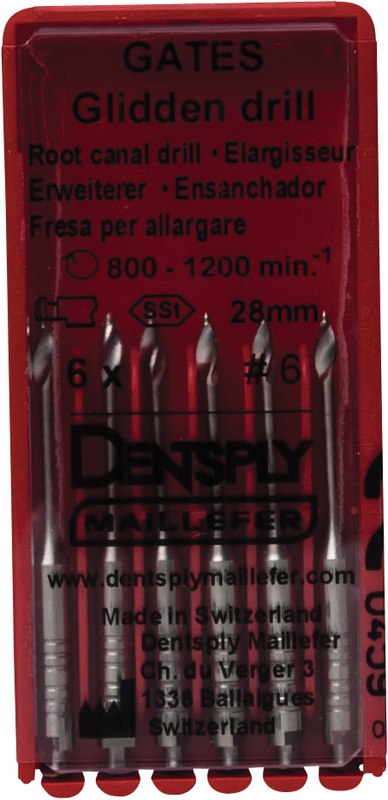 GATES
Glidden drill
Root canal drill · Elargisseur
Erweiterer · Ensanchador
Fresa per allargare
800 - 1200 min.-1
SSt 28mm
6 x #6
DENTSPLY
MAILLEFER
www.dentsplymaillefer.com
Made in Switzerland
Dentsply Maillefer
Ch. du Verger 3
1338 Ballaigues
Switzerland
0459